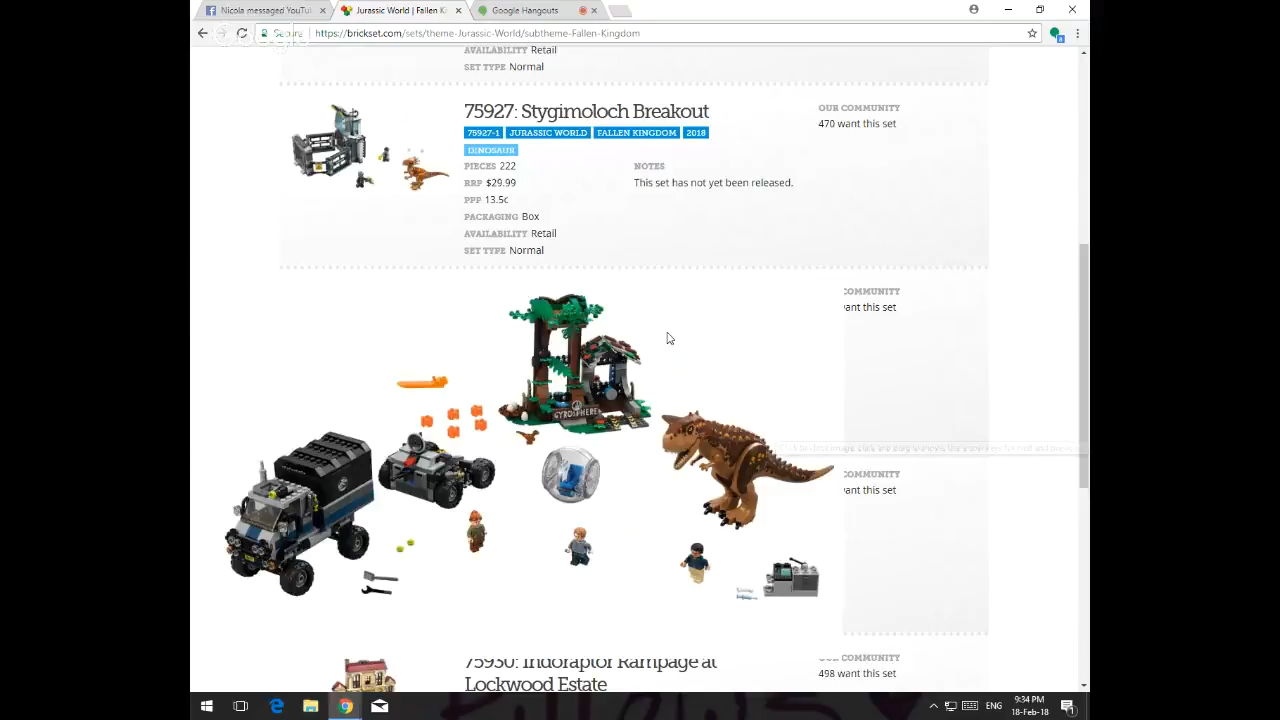 Nicola messaged YouTu
Jurassic World | Fallen K
Google Hangouts
Secure
https://brickset.com/sets/theme-Jurassic-World/subtheme-Fallen-Kingdom
AVAILABILITY Retail
SET TYPE Normal
75927: Stygimoloch Breakout
75927-1 JURASSIC WORLD FALLEN KINGDOM 2018
DINOSAUR
PIECES 222
RRP $29.99
PPP 13.5c
PACKAGING Box
AVAILABILITY Retail
SET TYPE Normal
NOTES
This set has not yet been released.
OUR COMMUNITY
470 want this set
COMMUNITY
want this set
GYROSPHERE
COMMUNITY
want this set
75930: Indoraptor Rampage at
Lockwood Estate
OUR COMMUNITY
498 want this set
ENG
9:34 PM
18-Feb-18